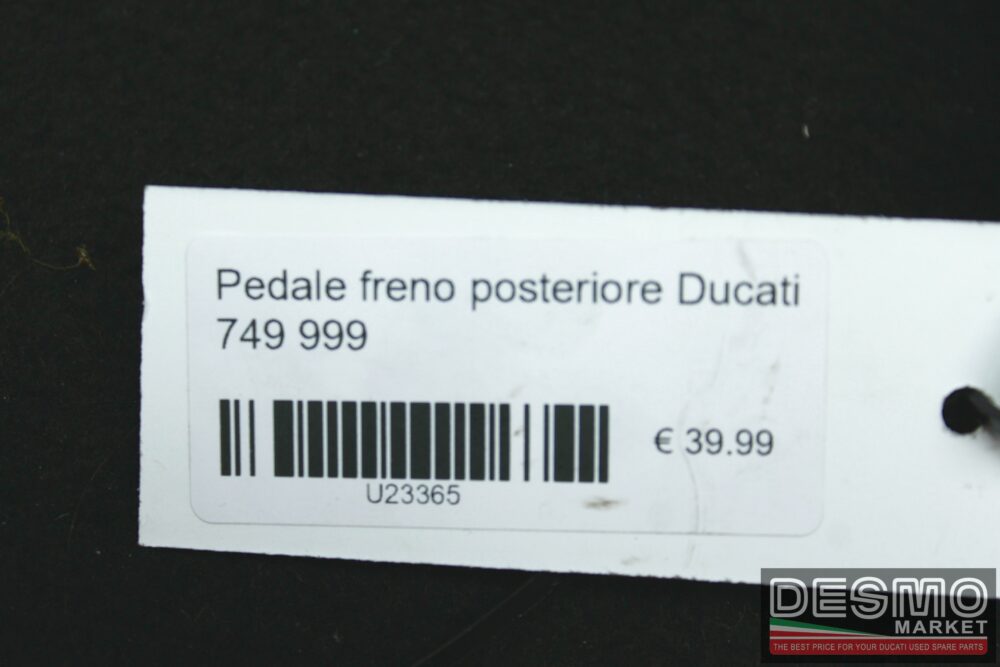 Pedale freno posteriore Ducati
749 999
€ 39.99
U23365
DESMO
MARKET
THE BEST PRICE FOR YOUR DUCATI USED SPARE PARTS